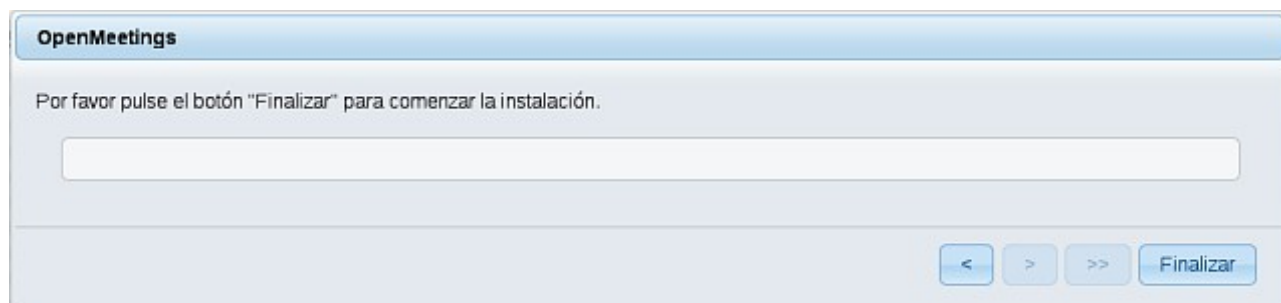 OpenMeetings
Por favor pulse el botón "Finalizar" para comenzar la instalación.
< > >> Finalizar